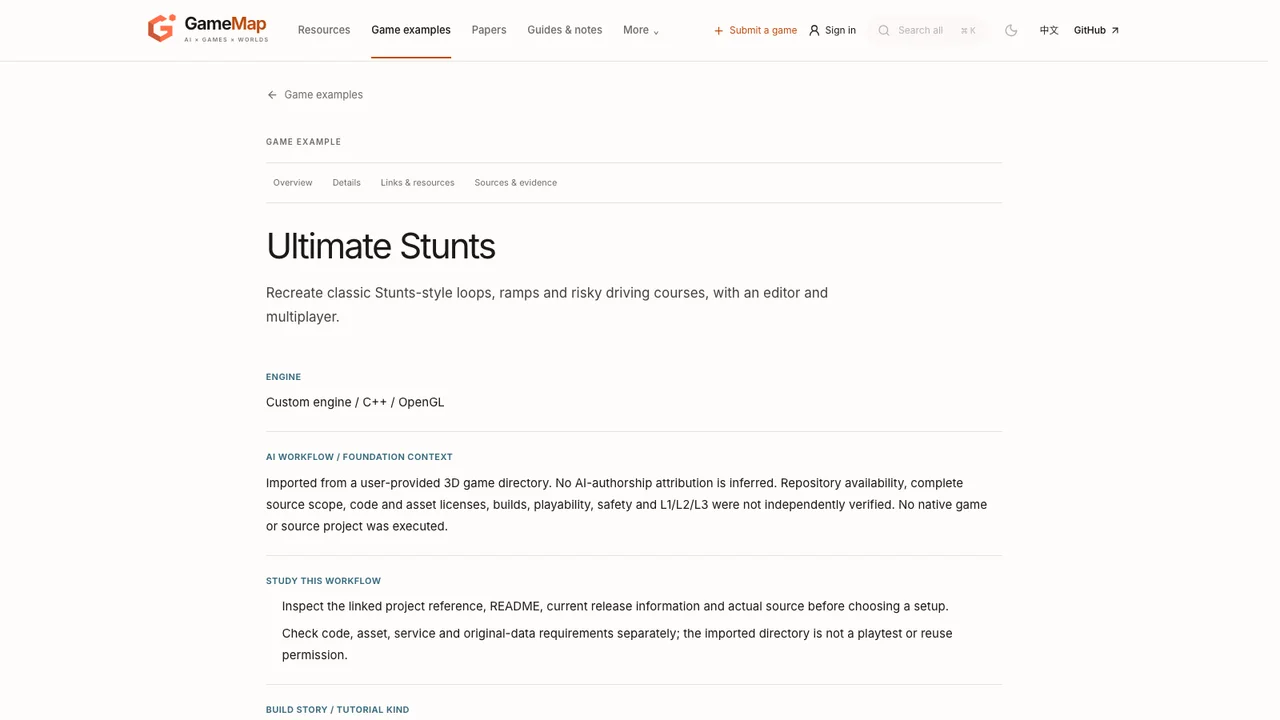 GameMap
AI × GAMES × WORLDS
Resources
Game examples
Papers
Guides & notes
More
Submit a game
Sign in
Search all
⌘ K
中文
GitHub
Game examples
GAME EXAMPLE
Overview
Details
Links & resources
Sources & evidence
Ultimate Stunts
Recreate classic Stunts-style loops, ramps and risky driving courses, with an editor and
multiplayer.
ENGINE
Custom engine / C++ / OpenGL
AI WORKFLOW / FOUNDATION CONTEXT
Imported from a user-provided 3D game directory. No AI-authorship attribution is inferred. Repository availability, complete
source scope, code and asset licenses, builds, playability, safety and L1/L2/L3 were not independently verified. No native game
or source project was executed.
STUDY THIS WORKFLOW
Inspect the linked project reference, README, current release information and actual source before choosing a setup.
Check code, asset, service and original-data requirements separately; the imported directory is not a playtest or reuse
permission.
BUILD STORY / TUTORIAL KIND